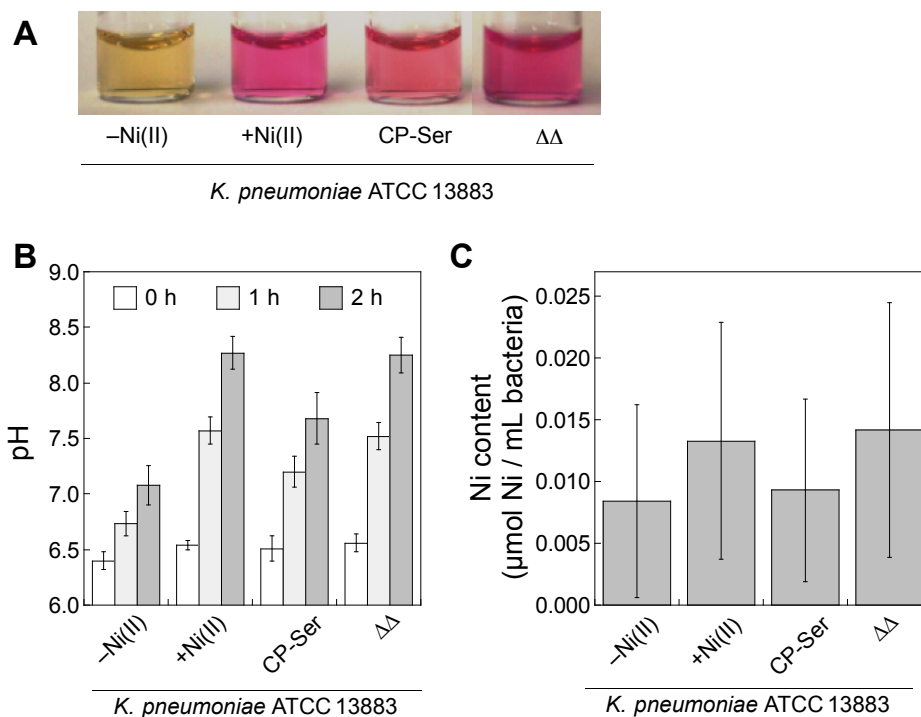 A
–Ni(II) +Ni(II) CP-Ser ΔΔ
K. pneumoniae ATCC 13883
B
9.0
8.5
8.0
7.5
7.0
6.5
6.0
pH
0 h 1 h 2 h
–Ni(II) +Ni(II) CP-Ser ΔΔ
K. pneumoniae ATCC 13883
C
0.025
0.020
0.015
0.010
0.005
0.000
Ni content
(µmol Ni / mL bacteria)
–Ni(II) +Ni(II) CP-Ser ΔΔ
K. pneumoniae ATCC 13883